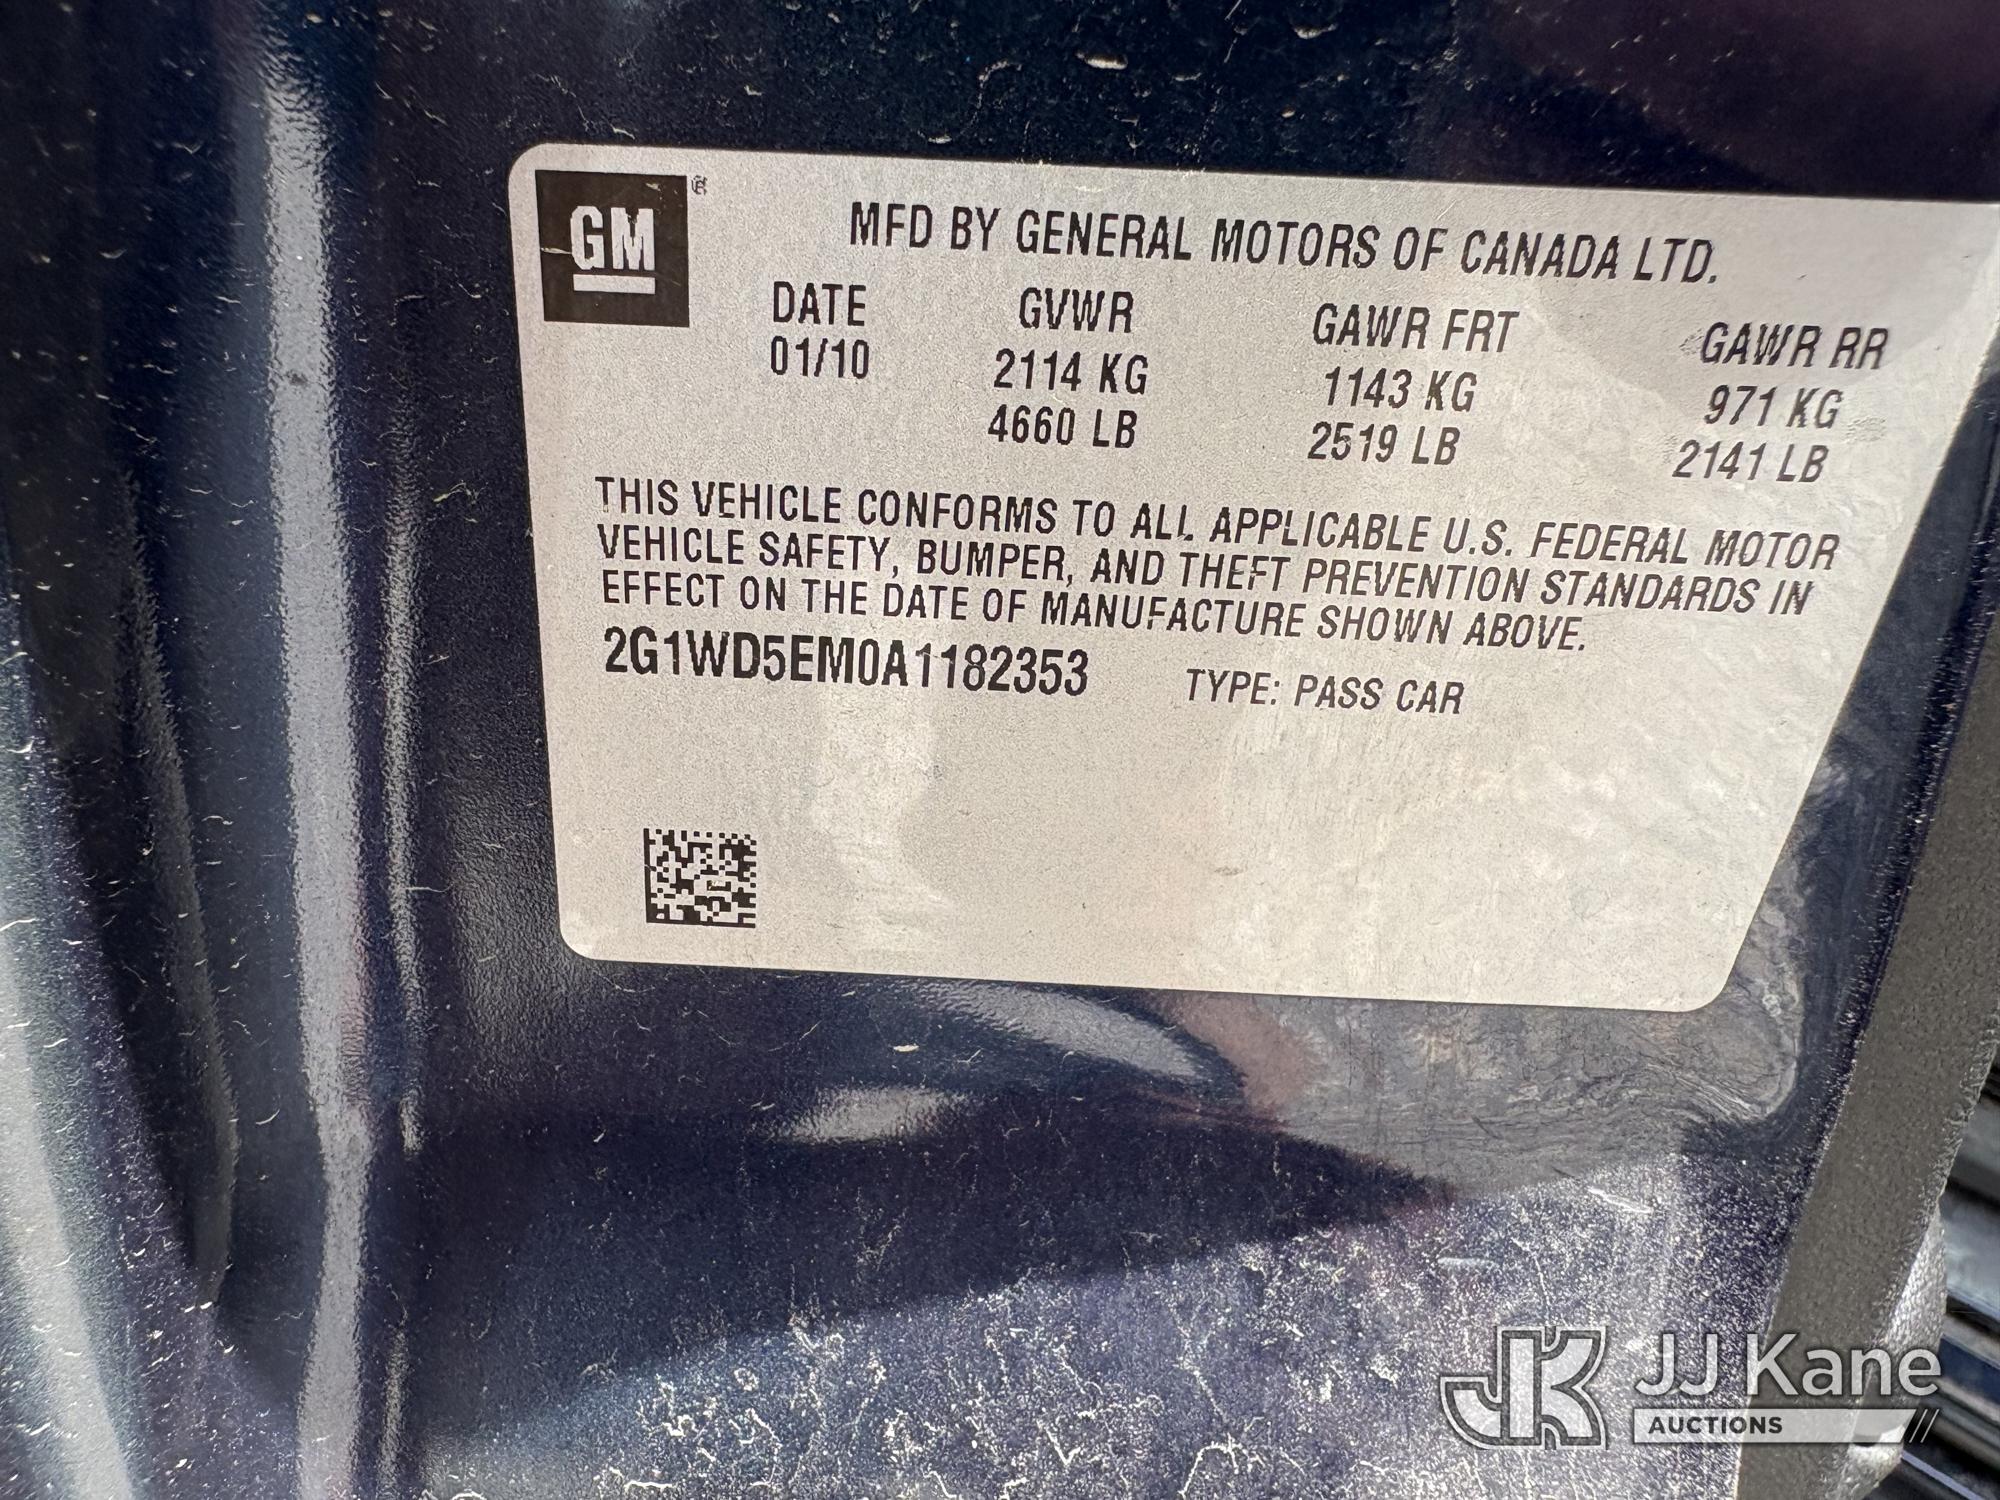 GM
MFD BY GENERAL MOTORS OF CANADA LTD.
DATE GVWR GAWR FRT GAWR RR
01/10 2114 KG 1143 KG 971 KG
4660 LB 2519 LB 2141 LB
THIS VEHICLE CONFORMS TO ALL APPLICABLE U.S. FEDERAL MOTOR
VEHICLE SAFETY, BUMPER, AND THEFT PREVENTION STANDARDS IN
EFFECT ON THE DATE OF MANUFACTURE SHOWN ABOVE.
2G1WD5EM0A1182353 TYPE: PASS CAR
JK JJ Kane
AUCTIONS